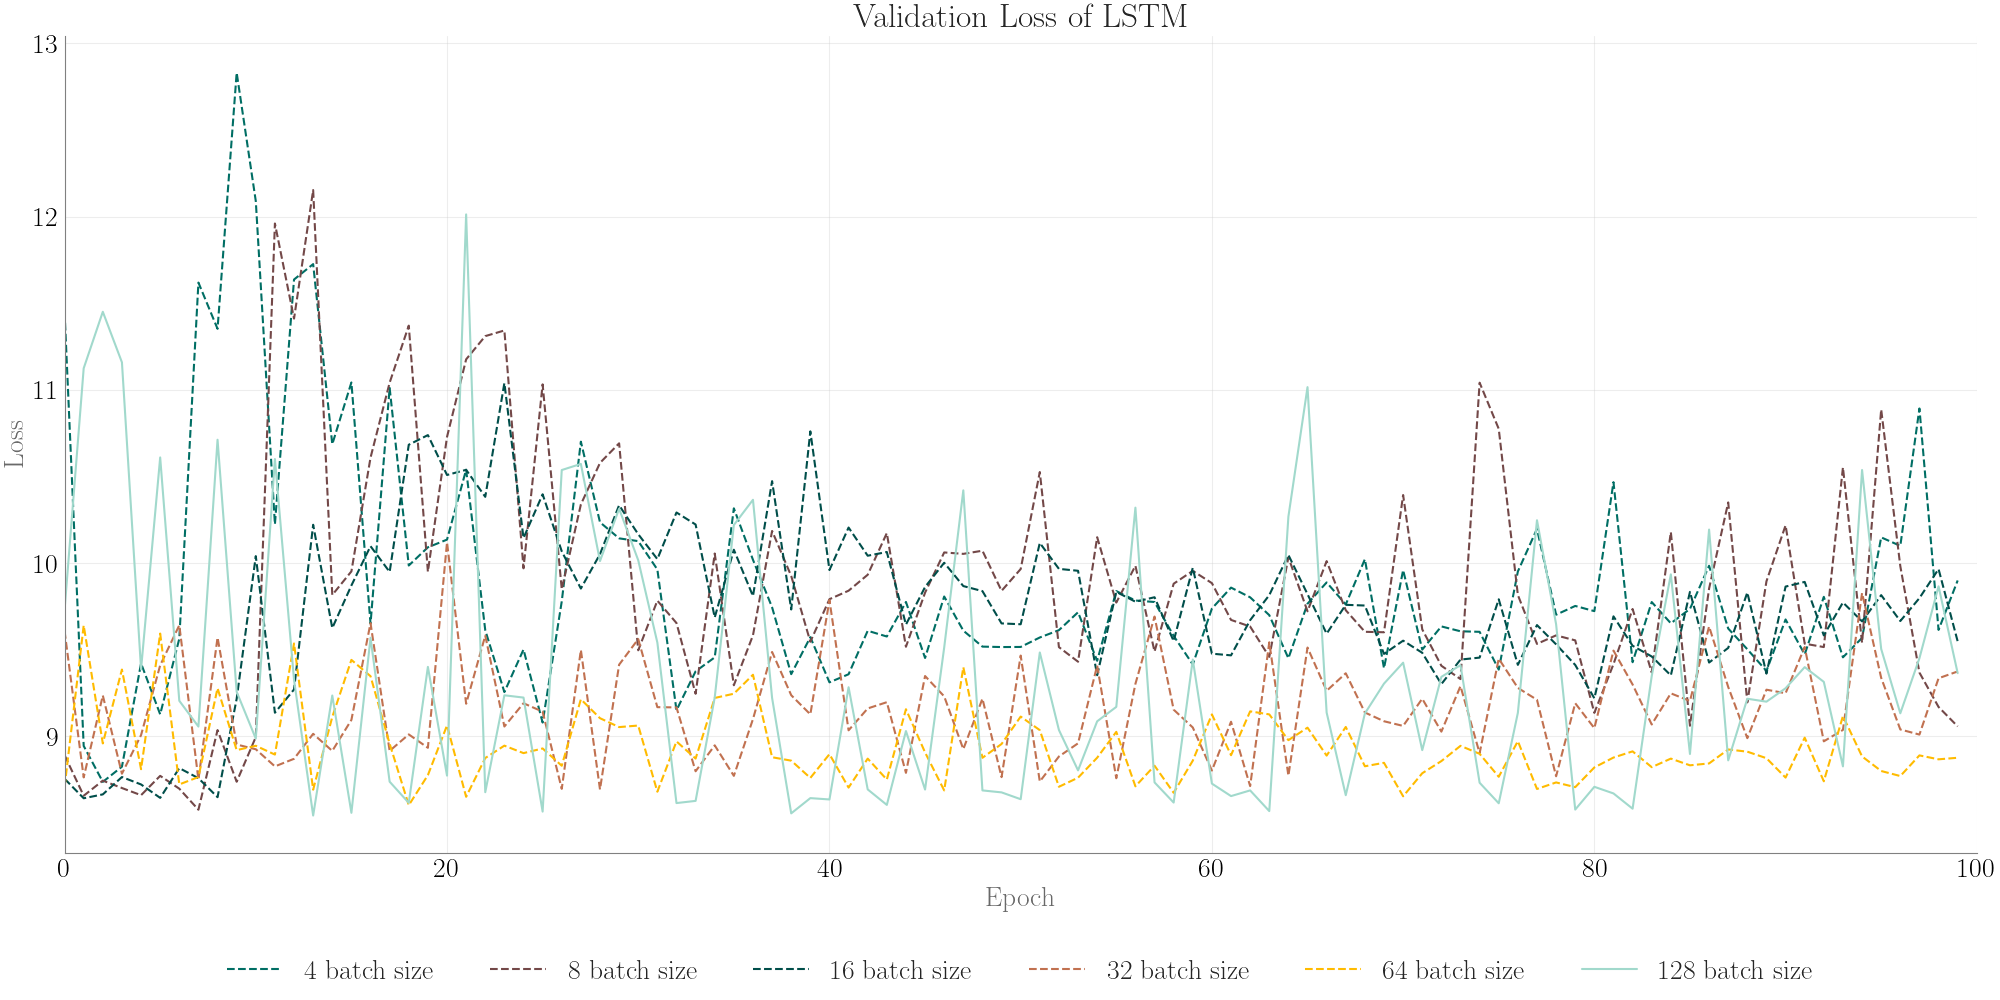 Validation Loss of LSTM
13
12
11
10
9
Loss
0 20 40 60 80 100
Epoch
4 batch size 8 batch size 16 batch size 32 batch size 64 batch size 128 batch size